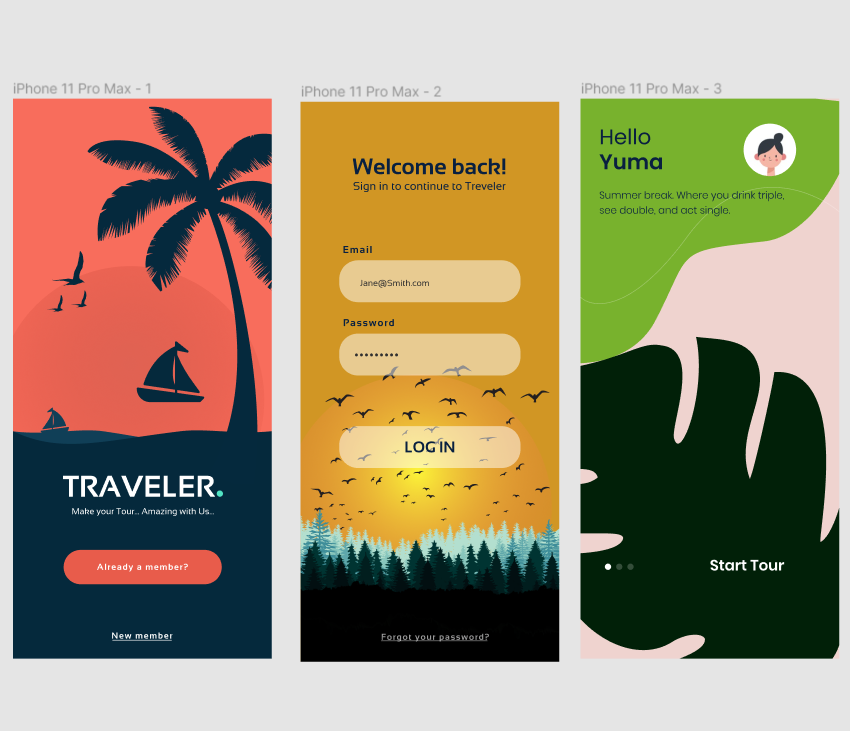 iPhone 11 Pro Max - 1
TRAVELER.
Make your Tour... Amazing with Us...
Already a member?
New member
iPhone 11 Pro Max - 2
Welcome back!
Sign in to continue to Treveler
Email
Jane@Smith.com
Password
•••••••••
LOG IN
Forgot your password?
iPhone 11 Pro Max - 3
Hello
Yuma
Summer break. Where you drink triple,
see double, and act single.
Start Tour